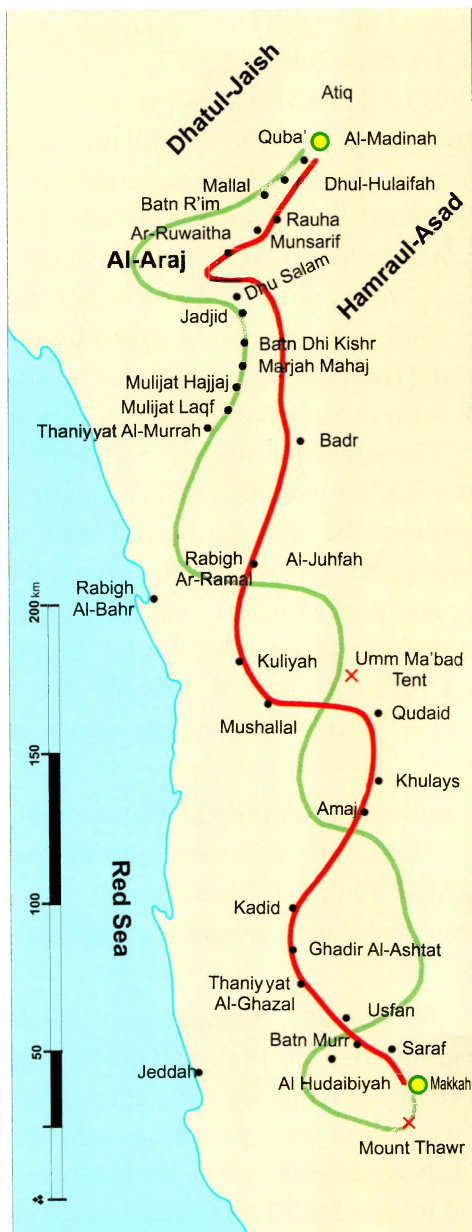 Dhatul-Jaish
Atiq
Quba'
Al-Madinah
Dhul-Hulaifah
Mallal
Batn R'im
Rauha
Ar-Ruwaitha
Munsarif
Al-Araj
Hamraul-Asad
Dhu Salam
Jadjid
Batn Dhi Kishr
Marjah Mahaj
Mulijat Hajjaj
Mulijat Laqf
Thaniyyat Al-Murrah
Badr
Rabigh
Ar-Ramal
Al-Juhfah
Rabigh
Al-Bahr
200 km
Kuliyah
Umm Ma'bad
Tent
Mushallal
Qudaid
150
Khulays
Amaj
Red Sea
100
Kadid
Ghadir Al-Ashtat
Thaniyyat
Al-Ghazal
Usfan
50
Batn Murr
Saraf
Jeddah
Al Hudaibiyah
Makkah
Mount Thawr